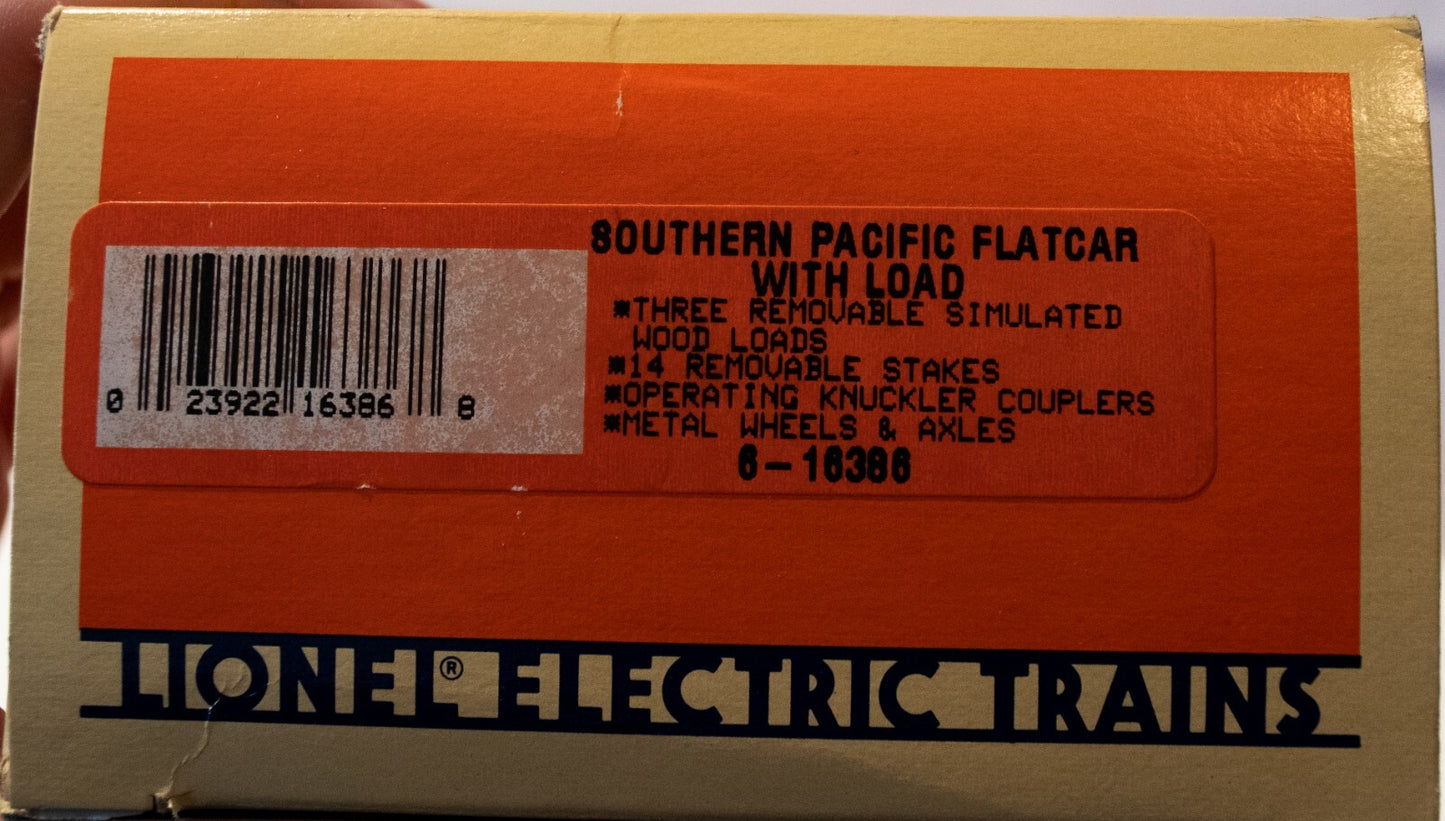 SOUTHERN PACIFIC FLATCAR
WITH LOAD
*THREE REMOVABLE SIMULATED
WOOD LOADS
*14 REMOVABLE STAKES
*OPERATING KNUCKLER COUPLERS
*METAL WHEELS & AXLES
6-16386
0 23922 16386 8
LIONEL® ELECTRIC TRAINS